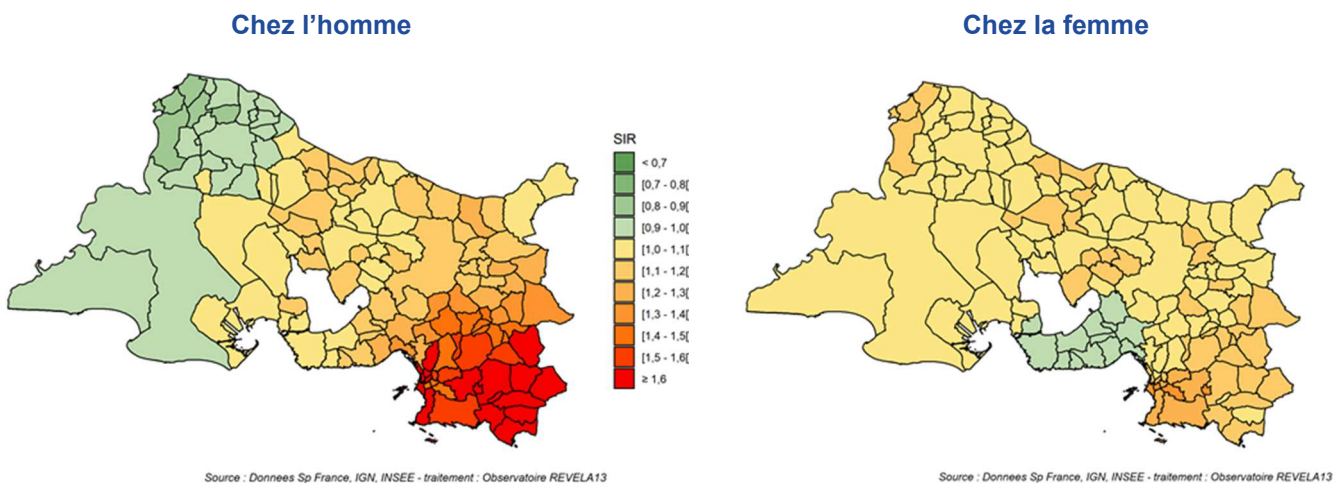 Chez l'homme
Chez la femme
SIR
< 0,7
[0,7 - 0,8[
[0,8 - 0,9[
[0,9 - 1,0[
[1,0 - 1,1[
[1,1 - 1,2[
[1,2 - 1,3[
[1,3 - 1,4[
[1,4 - 1,5[
[1,5 - 1,6[
≥ 1,6
Source : Donnees Sp France, IGN, INSEE - traitement : Observatoire REVELA13
Source : Donnees Sp France, IGN, INSEE - traitement : Observatoire REVELA13